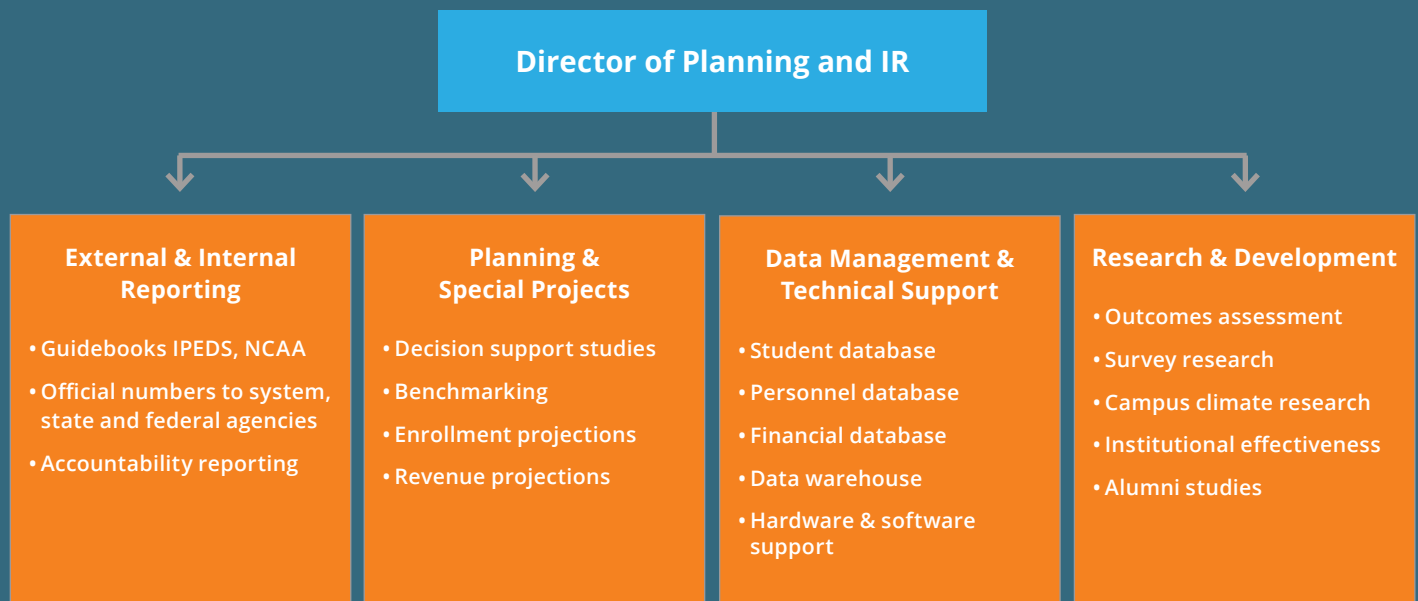 Director of Planning and IR
External & Internal
Reporting
• Guidebooks IPEDS, NCAA
• Official numbers to system,
state and federal agencies
• Accountability reporting
Planning &
Special Projects
• Decision support studies
• Benchmarking
• Enrollment projections
• Revenue projections
Data Management &
Technical Support
• Student database
• Personnel database
• Financial database
• Data warehouse
• Hardware & software
support
Research & Development
• Outcomes assessment
• Survey research
• Campus climate research
• Institutional effectiveness
• Alumni studies